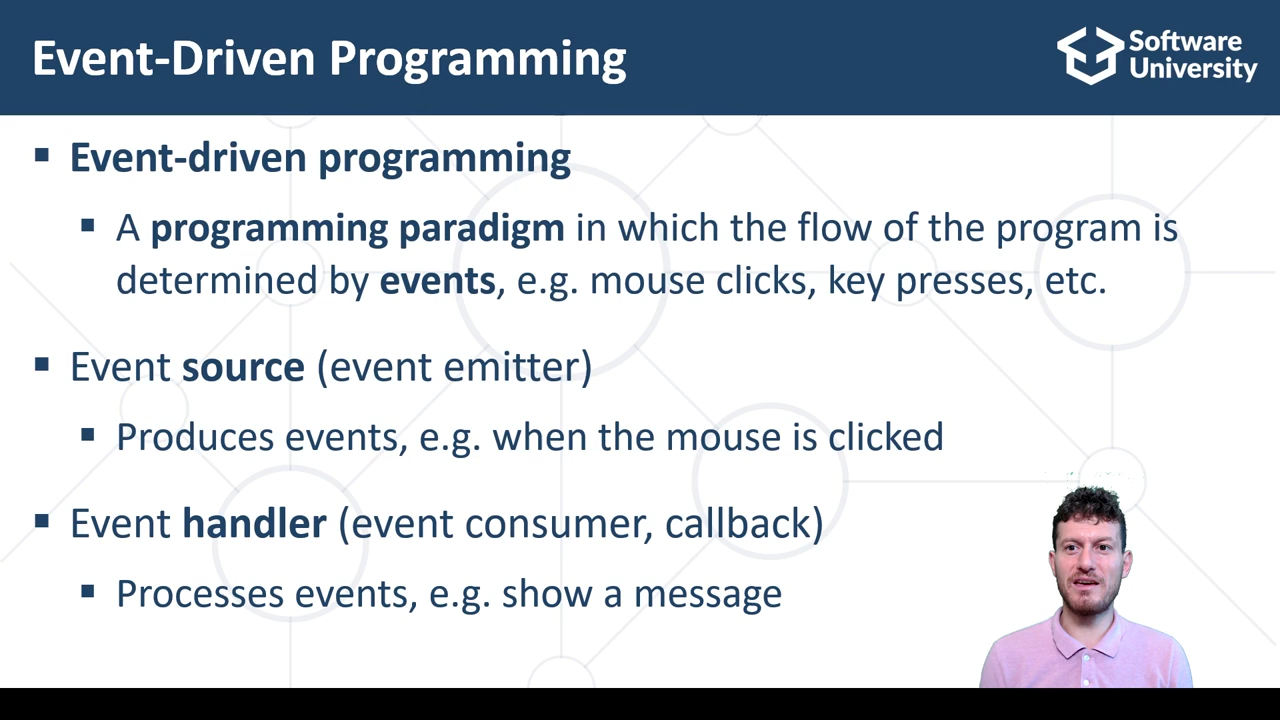 Event-Driven Programming
Software
University
▪ Event-driven programming
▪ A programming paradigm in which the flow of the program is
determined by events, e.g. mouse clicks, key presses, etc.
▪ Event source (event emitter)
▪ Produces events, e.g. when the mouse is clicked
▪ Event handler (event consumer, callback)
▪ Processes events, e.g. show a message